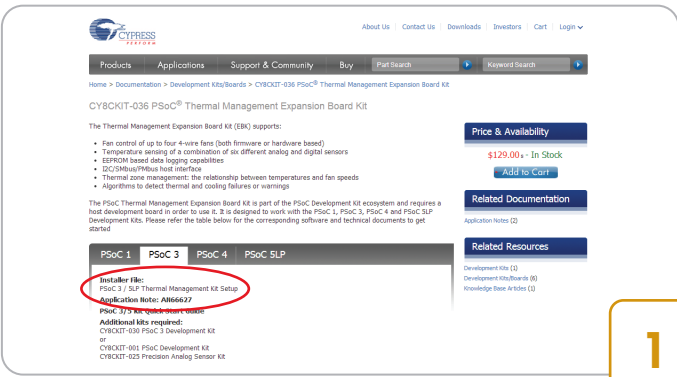 CYPRESS
PERFORM
About Us | Contact Us | Downloads | Investors | Cart | Login
Products Applications Support & Community Buy Part Search Keyword Search
Home > Documentation > Development Kits/Boards > CY8CKIT-036 PSoC® Thermal Management Expansion Board Kit
CY8CKIT-036 PSoC® Thermal Management Expansion Board Kit
The Thermal Management Expansion Board Kit (EBK) supports:
• Fan control of up to four 4-wire fans (both firmware or hardware based)
• Temperature sensing of a combination of six different analog and digital sensors
• EEPROM based data logging capabilities
• I2C/SMbus/PMbus host interface
• Thermal zone management: the relationship between temperatures and fan speeds
• Algorithms to detect thermal and cooling failures or warnings
The PSoC Thermal Management Expansion Board Kit is part of the PSoC Development Kit ecosystem and requires a
host development board in order to use it. It is designed to work with the PSoC 1, PSoC 3, PSoC 4 and PSoC 5LP
Development Kits. Please refer the table below for the corresponding software and technical documents to get
started
PSoC 1 PSoC 3 PSoC 4 PSoC 5LP
Installer File:
PSoC 3 / 5LP Thermal Management Kit Setup
Application Note: AN66627
PSoC 3/5 Kit Quick Start Guide
Additional kits required:
CY8CKIT-030 PSoC 3 Development Kit
or
CY8CKIT-001 PSoC Development Kit
CY8CKIT-025 Precision Analog Sensor Kit
Price & Availability
$129.00 - In Stock
Add to Cart
Related Documentation
Application Notes (2)
Related Resources
Development Kits (1)
Development Kits/Boards (6)
Knowledge Base Articles (1)
1